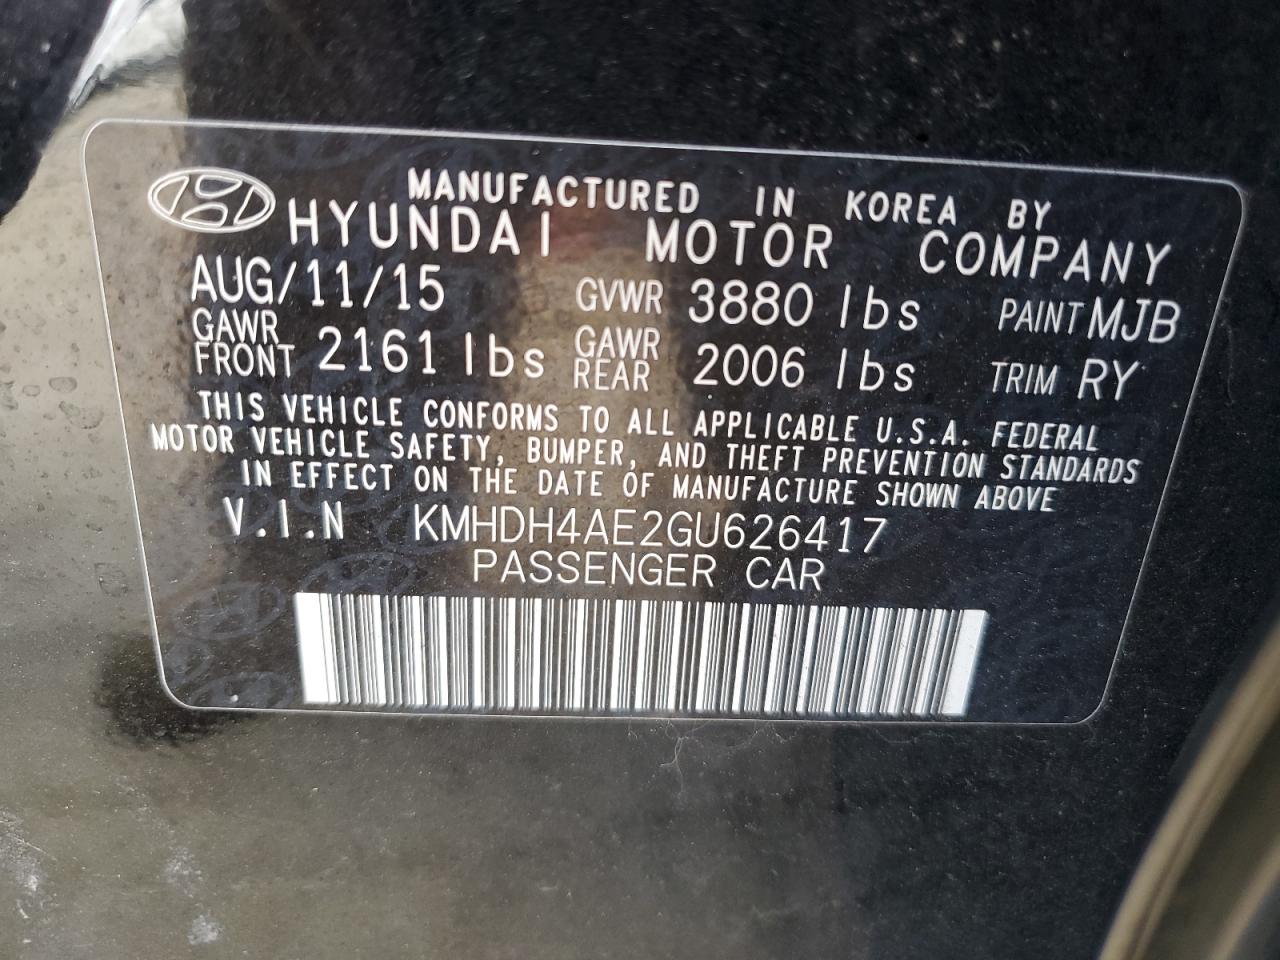 MANUFACTURED IN KOREA BY
HYUNDAI MOTOR COMPANY
AUG/11/15 GVWR 3880 lbs PAINT MJB
GAWR FRONT 2161 lbs GAWR REAR 2006 lbs TRIM RY
THIS VEHICLE CONFORMS TO ALL APPLICABLE U.S.A. FEDERAL
MOTOR VEHICLE SAFETY, BUMPER, AND THEFT PREVENTION STANDARDS
IN EFFECT ON THE DATE OF MANUFACTURE SHOWN ABOVE
V.I.N KMHDH4AE2GU626417
PASSENGER CAR